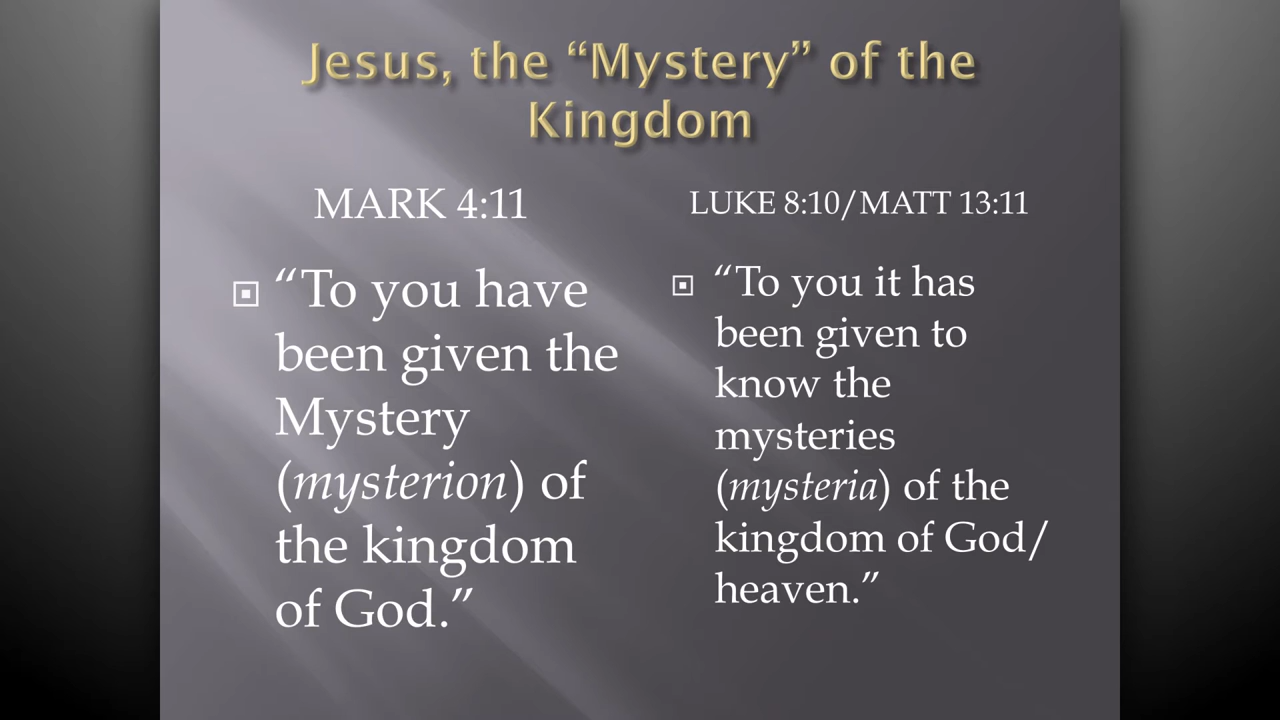 Jesus, the “Mystery” of the
Kingdom
MARK 4:11
“To you have
been given the
Mystery
(mysterion) of
the kingdom
of God.”
LUKE 8:10/MATT 13:11
“To you it has
been given to
know the
mysteries
(mysteria) of the
kingdom of God/
heaven.”